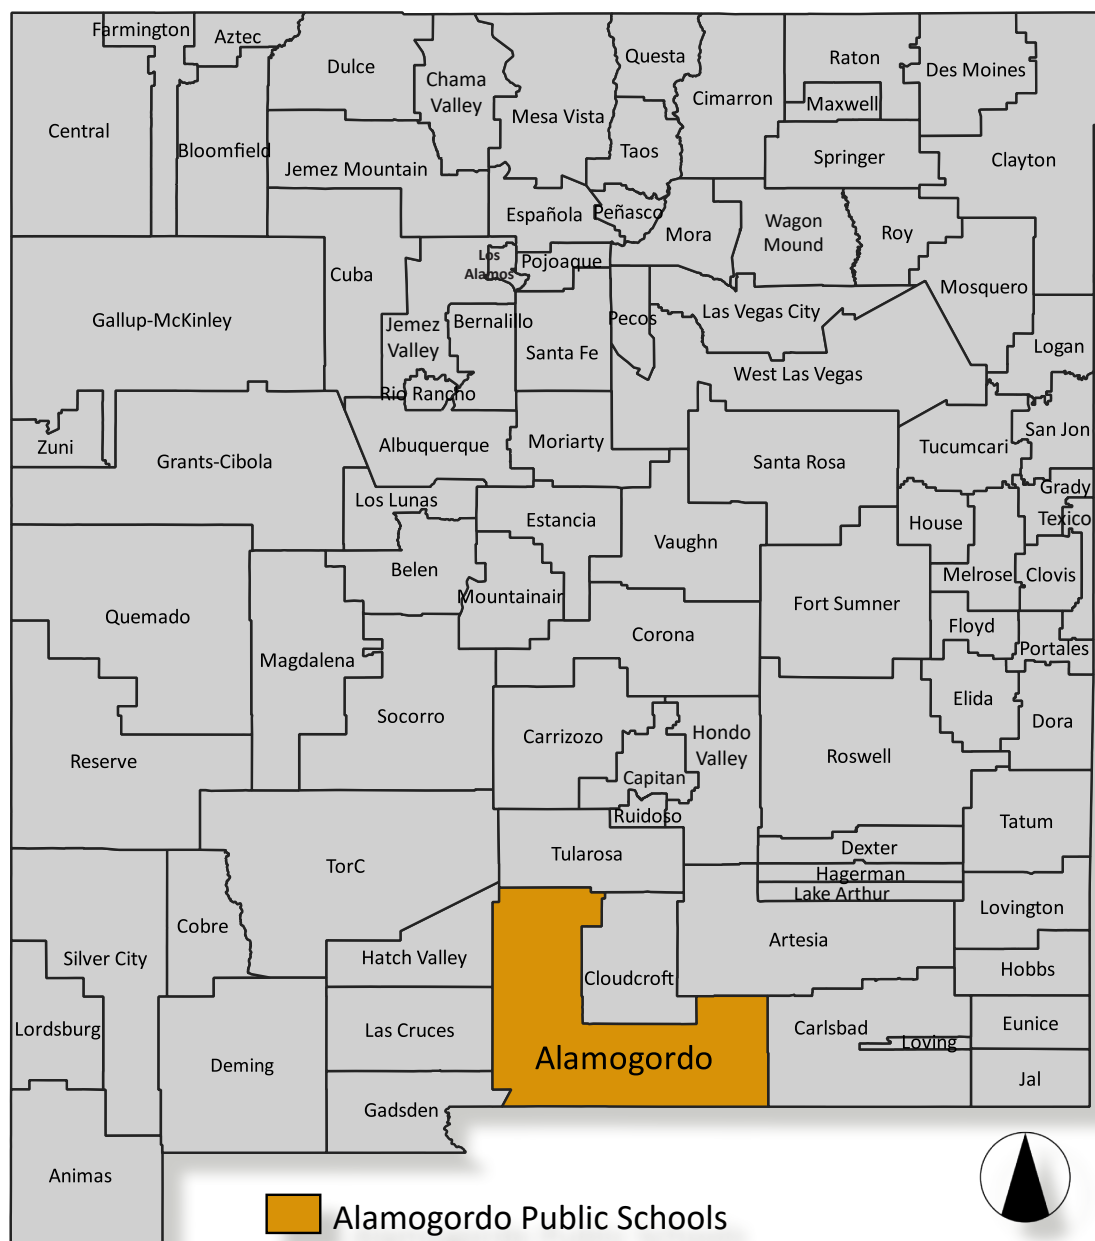 Farmington
Aztec
Dulce
Chama
Valley
Questa
Raton
Des Moines
Central
Mesa Vista
Cimarron
Maxwell
Bloomfield
Jemez Mountain
Taos
Springer
Clayton
Española
Peñasco
Mora
Wagon
Mound
Roy
Los
Alamos
Pojoaque
Cuba
Mosquero
Gallup-McKinley
Jemez
Valley
Bernalillo
Santa Fe
Pecos
Las Vegas City
Logan
West Las Vegas
Rio Rancho
Zuni
Grants-Cibola
Albuquerque
Moriarty
Santa Rosa
Tucumcari
San Jon
Los Lunas
Estancia
Vaughn
House
Grady
Texico
Belen
Mountainair
Melrose
Clovis
Quemado
Fort Sumner
Magdalena
Corona
Floyd
Portales
Socorro
Elida
Dora
Reserve
Carrizozo
Hondo
Valley
Capitan
Roswell
Ruidoso
Tatum
TorC
Tularosa
Dexter
Hagerman
Lake Arthur
Lovington
Cobre
Artesia
Silver City
Hatch Valley
Cloudcroft
Hobbs
Lordsburg
Las Cruces
Carlsbad
Eunice
Loving
Deming
Alamogordo
Jal
Gadsden
Animas
Alamogordo Public Schools